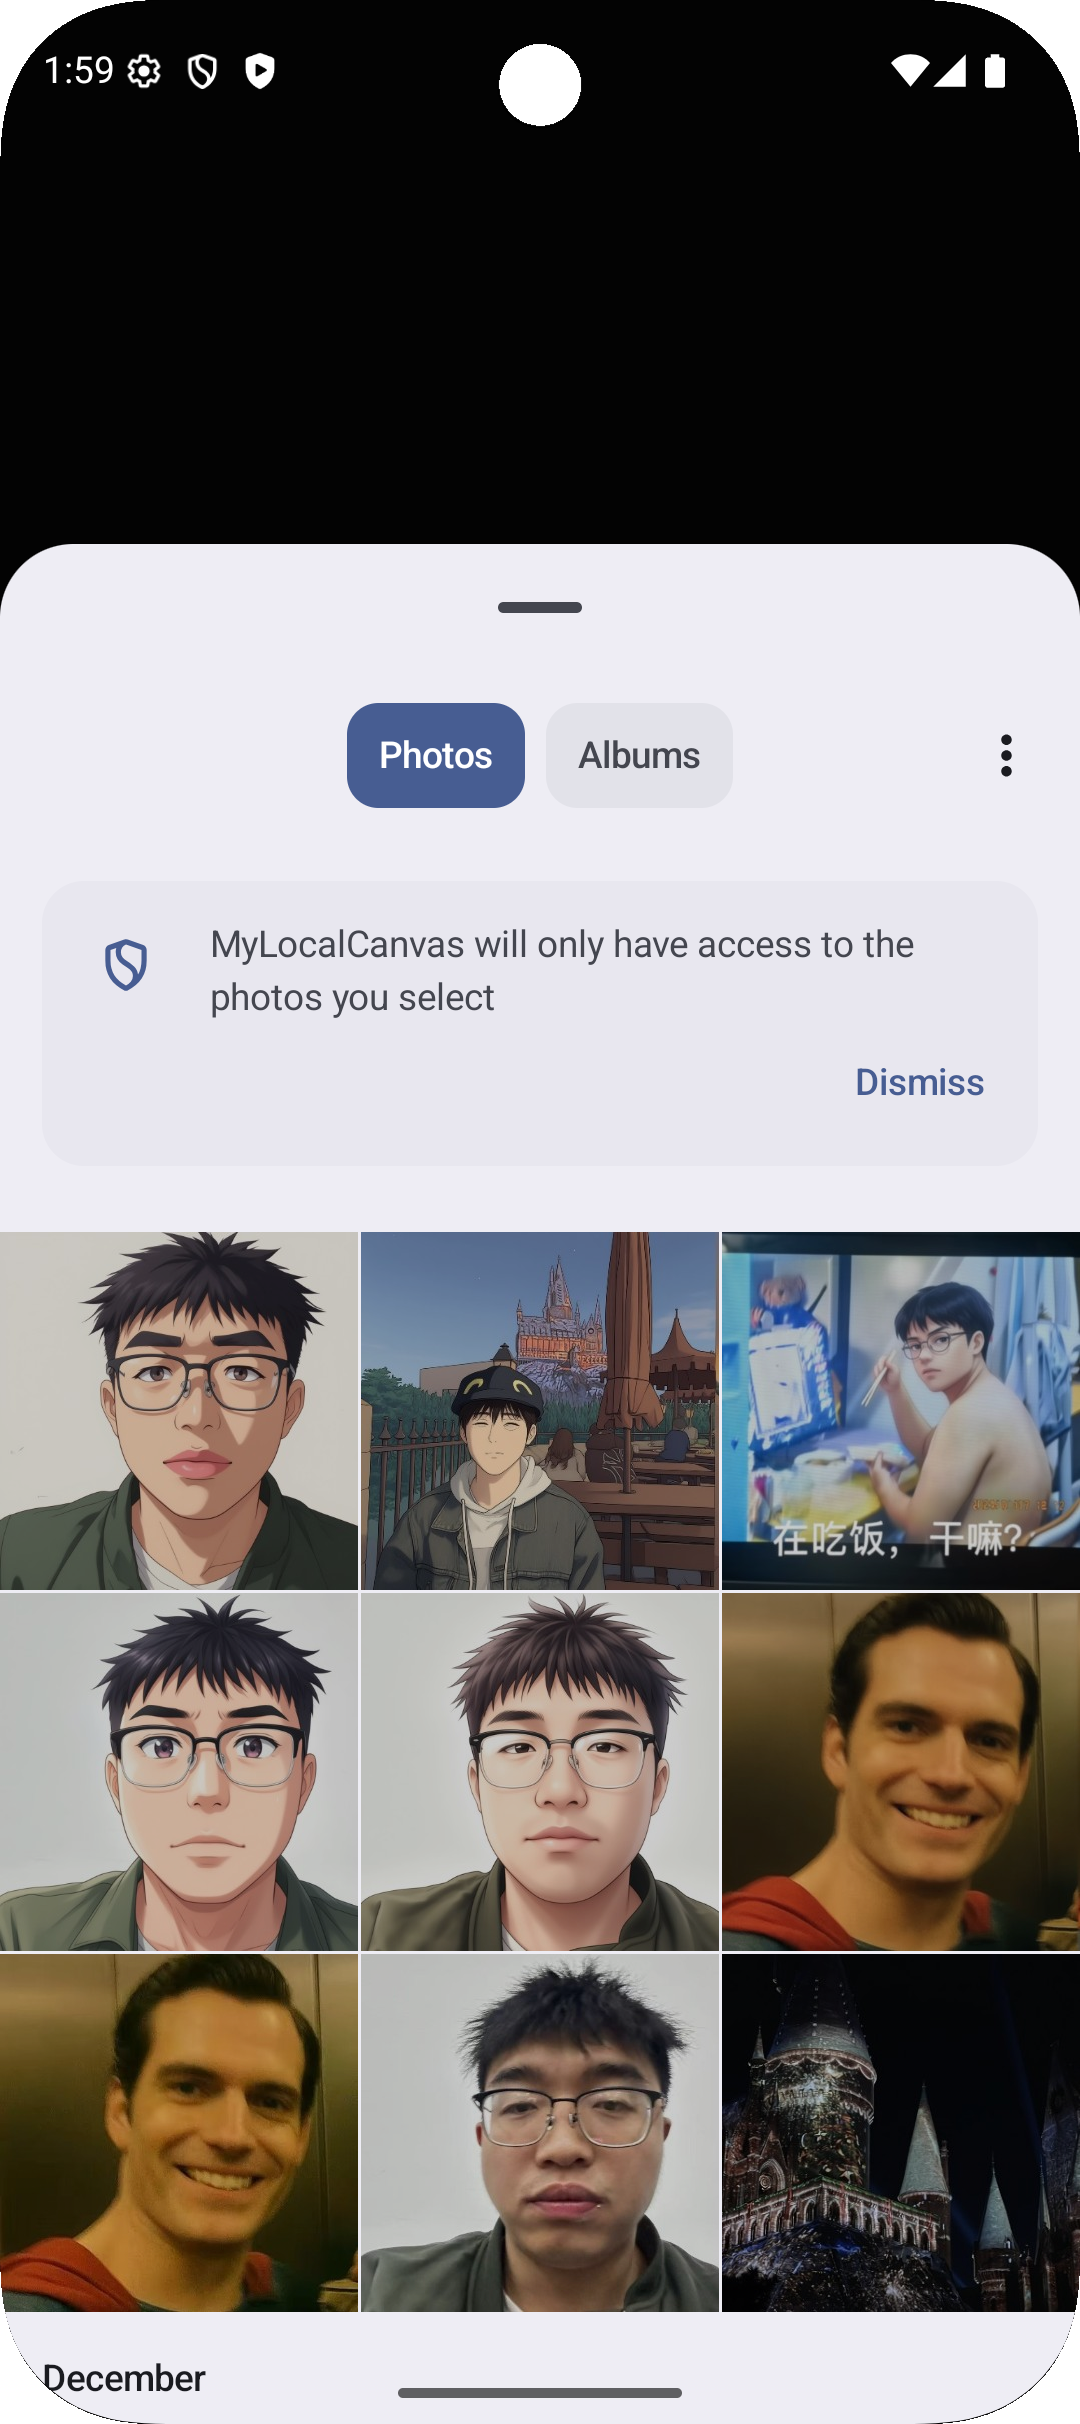 1:59
Photos
Albums
MyLocalCanvas will only have access to the
photos you select
Dismiss
在吃饭， 干嘛?
December